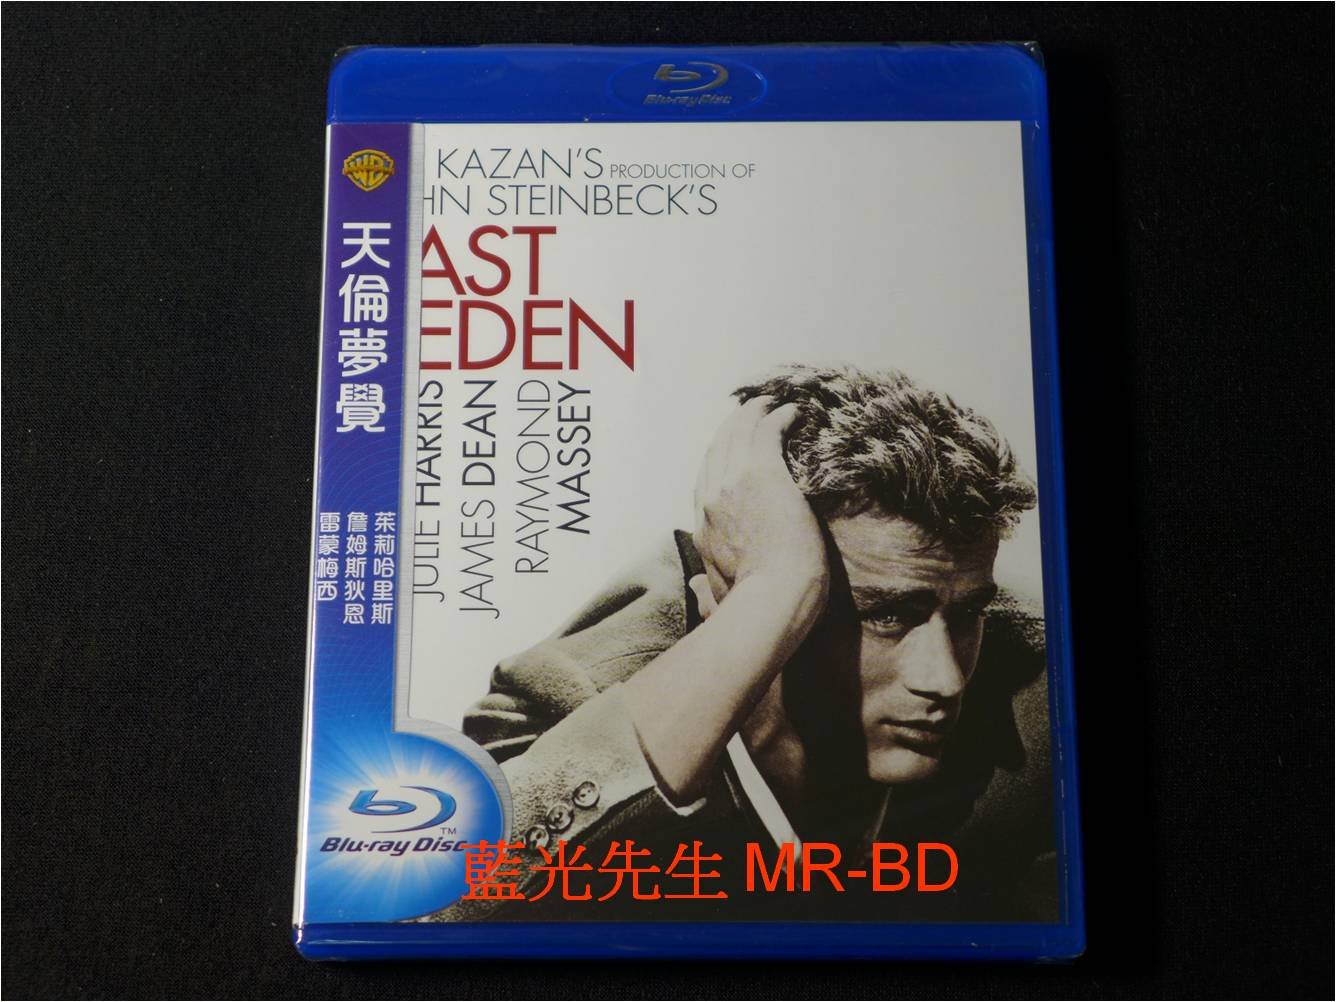 Blu-ray Disc
WB
KAZAN'S PRODUCTION OF
HN STEINBECK'S
AST
EDEN
JULIE HARRIS
JAMES DEAN
RAYMOND
MASSEY
天倫夢覺
茱莉哈里斯
詹姆斯狄恩
雷蒙梅西
Blu-ray Disc
TM
藍光先生 MR-BD